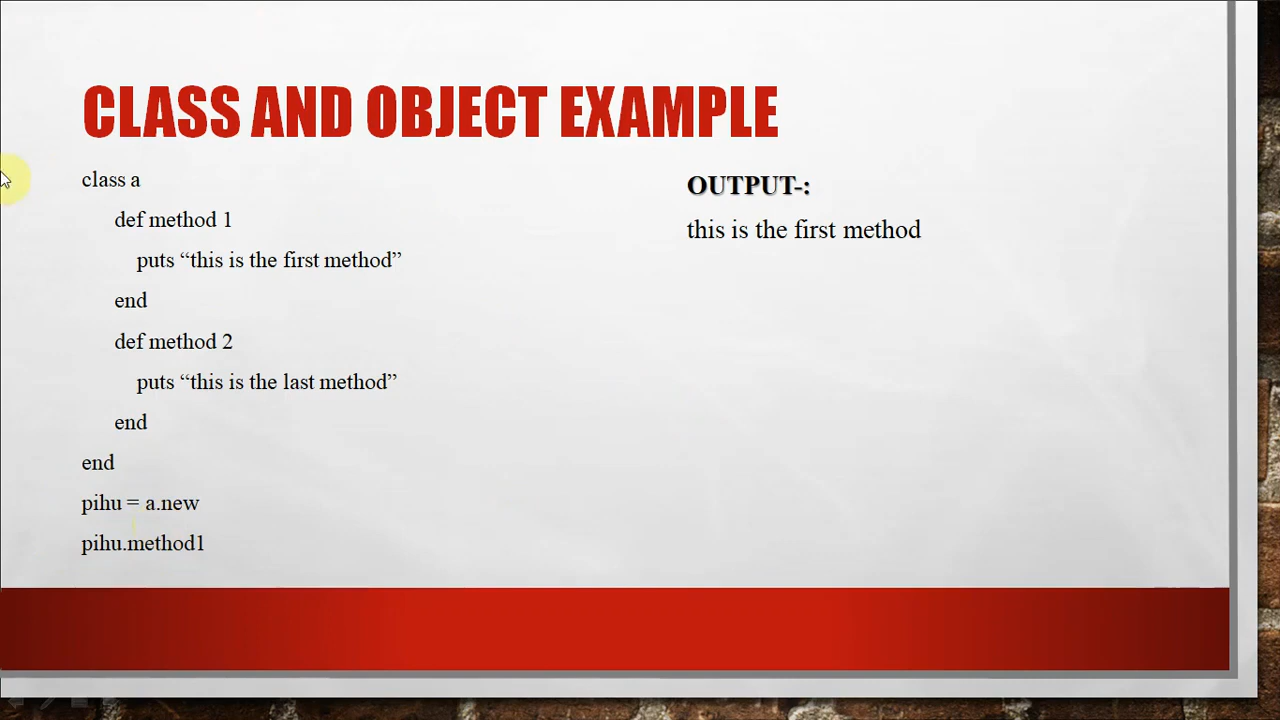 CLASS AND OBJECT EXAMPLE
class a
def method 1
puts “this is the first method”
end
def method 2
puts “this is the last method”
end
end
pihu = a.new
pihu.method1
OUTPUT-:
this is the first method